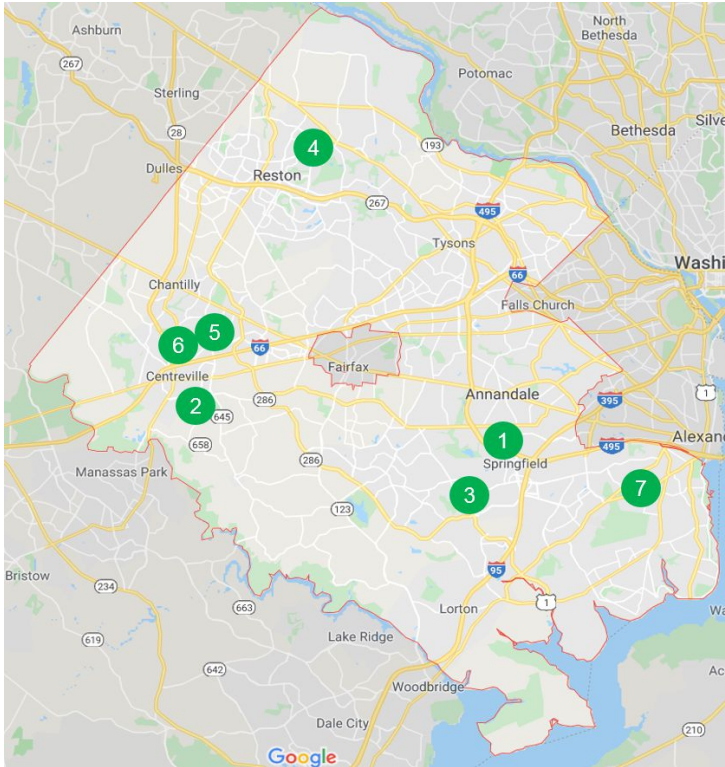 Ashburn
North
Bethesda
267
Potomac
Sterling
Silve
28
Bethesda
193
4
Dulles
Reston
267
495
Tysons
Washi
66
Chantilly
Falls Church
5
6
66
Fairfax
Centreville
Annandale
1
286
395
2
645
1
Alexan
658
495
286
Springfield
Manassas Park
7
3
123
95
Bristow
234
1
663
Lorton
Wa
Lake Ridge
619
642
Ac
Woodbridge
Dale City
210
Google